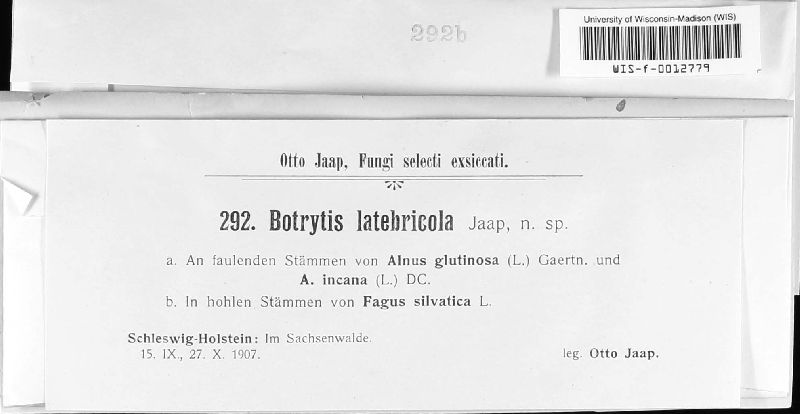 292b
University of Wisconsin-Madison (WIS)
WIS-f-0012779
Otto Jaap, Fungi selecti exsiccati.
292. Botrytis latebricola Jaap, n. sp.
a. An faulenden Stämmen von Alnus glutinosa (L.) Gaertn. und
A. incana (L.) DC.
b. In hohlen Stämmen von Fagus silvatica L.
Schleswig-Holstein: Im Sachsenwalde.
15. IX., 27. X. 1907.
leg. Otto Jaap.